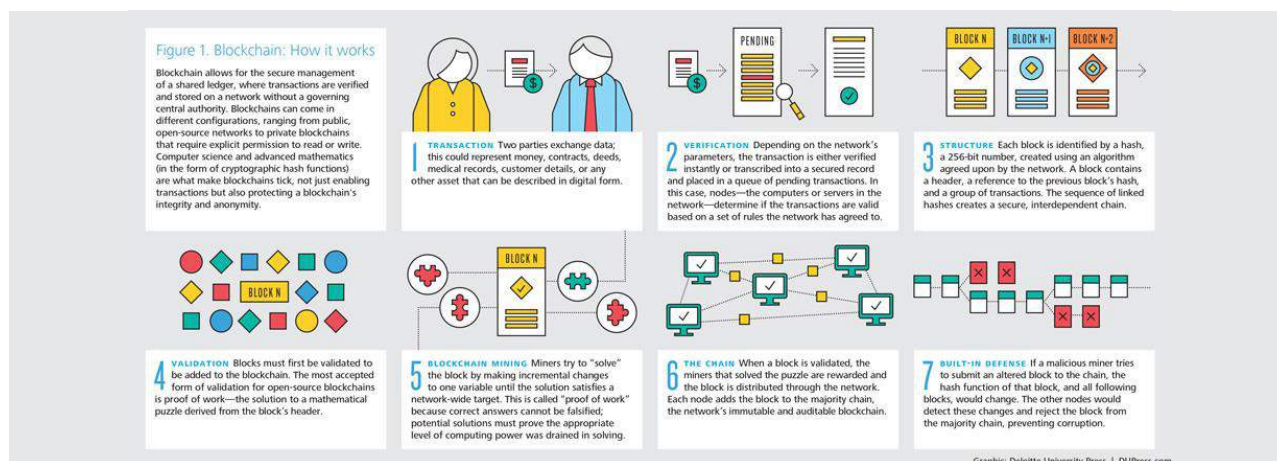 Figure 1. Blockchain: How it works
Blockchain allows for the secure management
of a shared ledger, where transactions are verified
and stored on a network without a governing
central authority. Blockchains can come in
different configurations, ranging from public,
open-source networks to private blockchains
that require explicit permission to read or write.
Computer science and advanced mathematics
(in the form of cryptographic hash functions)
are what make blockchains tick, not just enabling
transactions but also protecting a blockchain's
integrity and anonymity.
$
$
1 TRANSACTION Two parties exchange data;
this could represent money, contracts, deeds,
medical records, customer details, or any
other asset that can be described in digital form.
PENDING
2 VERIFICATION Depending on the network's
parameters, the transaction is either verified
instantly or transcribed into a secured record
and placed in a queue of pending transactions. In
this case, nodes—the computers or servers in the
network—determine if the transactions are valid
based on a set of rules the network has agreed to.
BLOCK N BLOCK N+1 BLOCK N+2
3 STRUCTURE Each block is identified by a hash,
a 256-bit number, created using an algorithm
agreed upon by the network. A block contains
a header, a reference to the previous block's hash,
and a group of transactions. The sequence of linked
hashes creates a secure, interdependent chain.
BLOCK N
4 VALIDATION Blocks must first be validated to
be added to the blockchain. The most accepted
form of validation for open-source blockchains
is proof of work—the solution to a mathematical
puzzle derived from the block's header.
BLOCK N
5 BLOCKCHAIN MINING Miners try to "solve"
the block by making incremental changes
to one variable until the solution satisfies a
network-wide target. This is called "proof of work"
because correct answers cannot be falsified;
potential solutions must prove the appropriate
level of computing power was drained in solving.
6 THE CHAIN When a block is validated, the
miners that solved the puzzle are rewarded and
the block is distributed through the network.
Each node adds the block to the majority chain,
the network's immutable and auditable blockchain.
7 BUILT-IN DEFENSE If a malicious miner tries
to submit an altered block to the chain, the
hash function of that block, and all following
blocks, would change. The other nodes would
detect these changes and reject the block from
the majority chain, preventing corruption.
Graphic: Deloitte University Press | DUPress.com